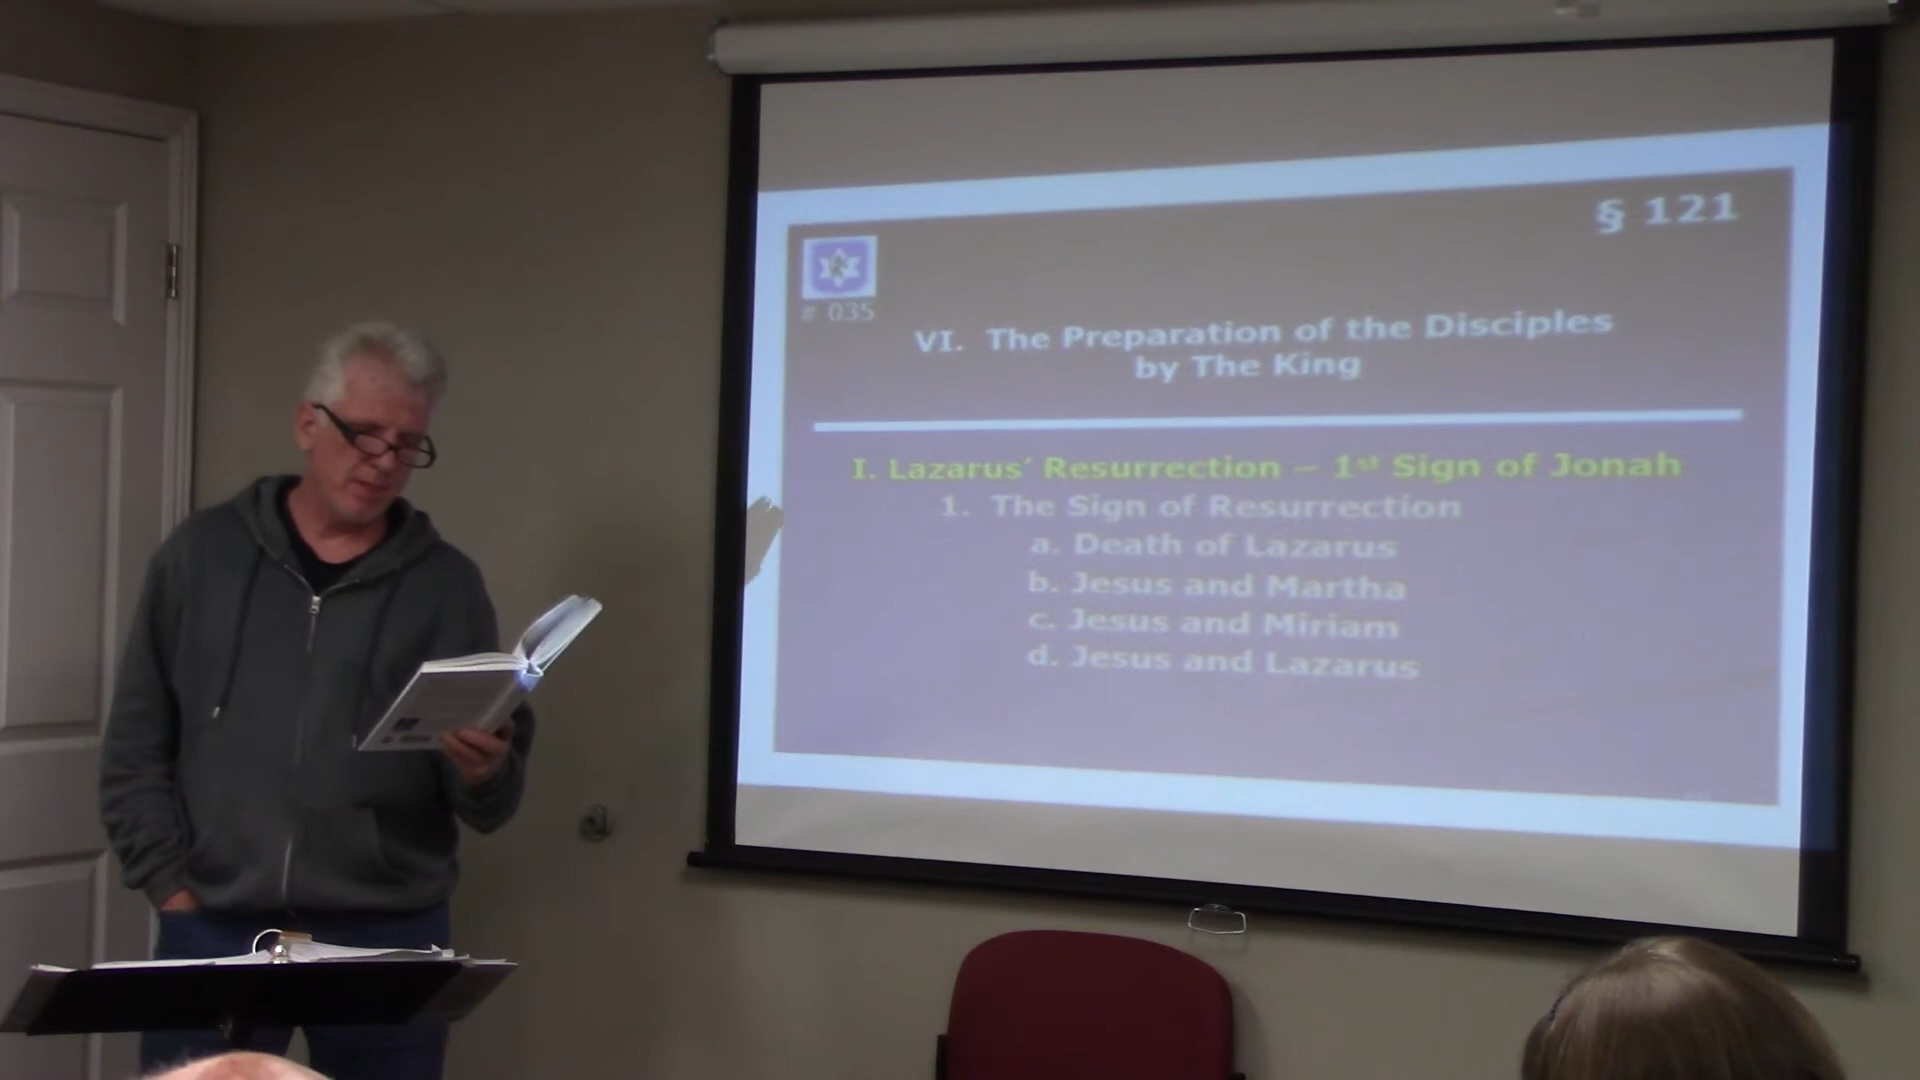 § 121
# 035
VI. The Preparation of the Disciples
by The King
I. Lazarus’ Resurrection – 1st Sign of Jonah
1. The Sign of Resurrection
a. Death of Lazarus
b. Jesus and Martha
c. Jesus and Miriam
d. Jesus and Lazarus